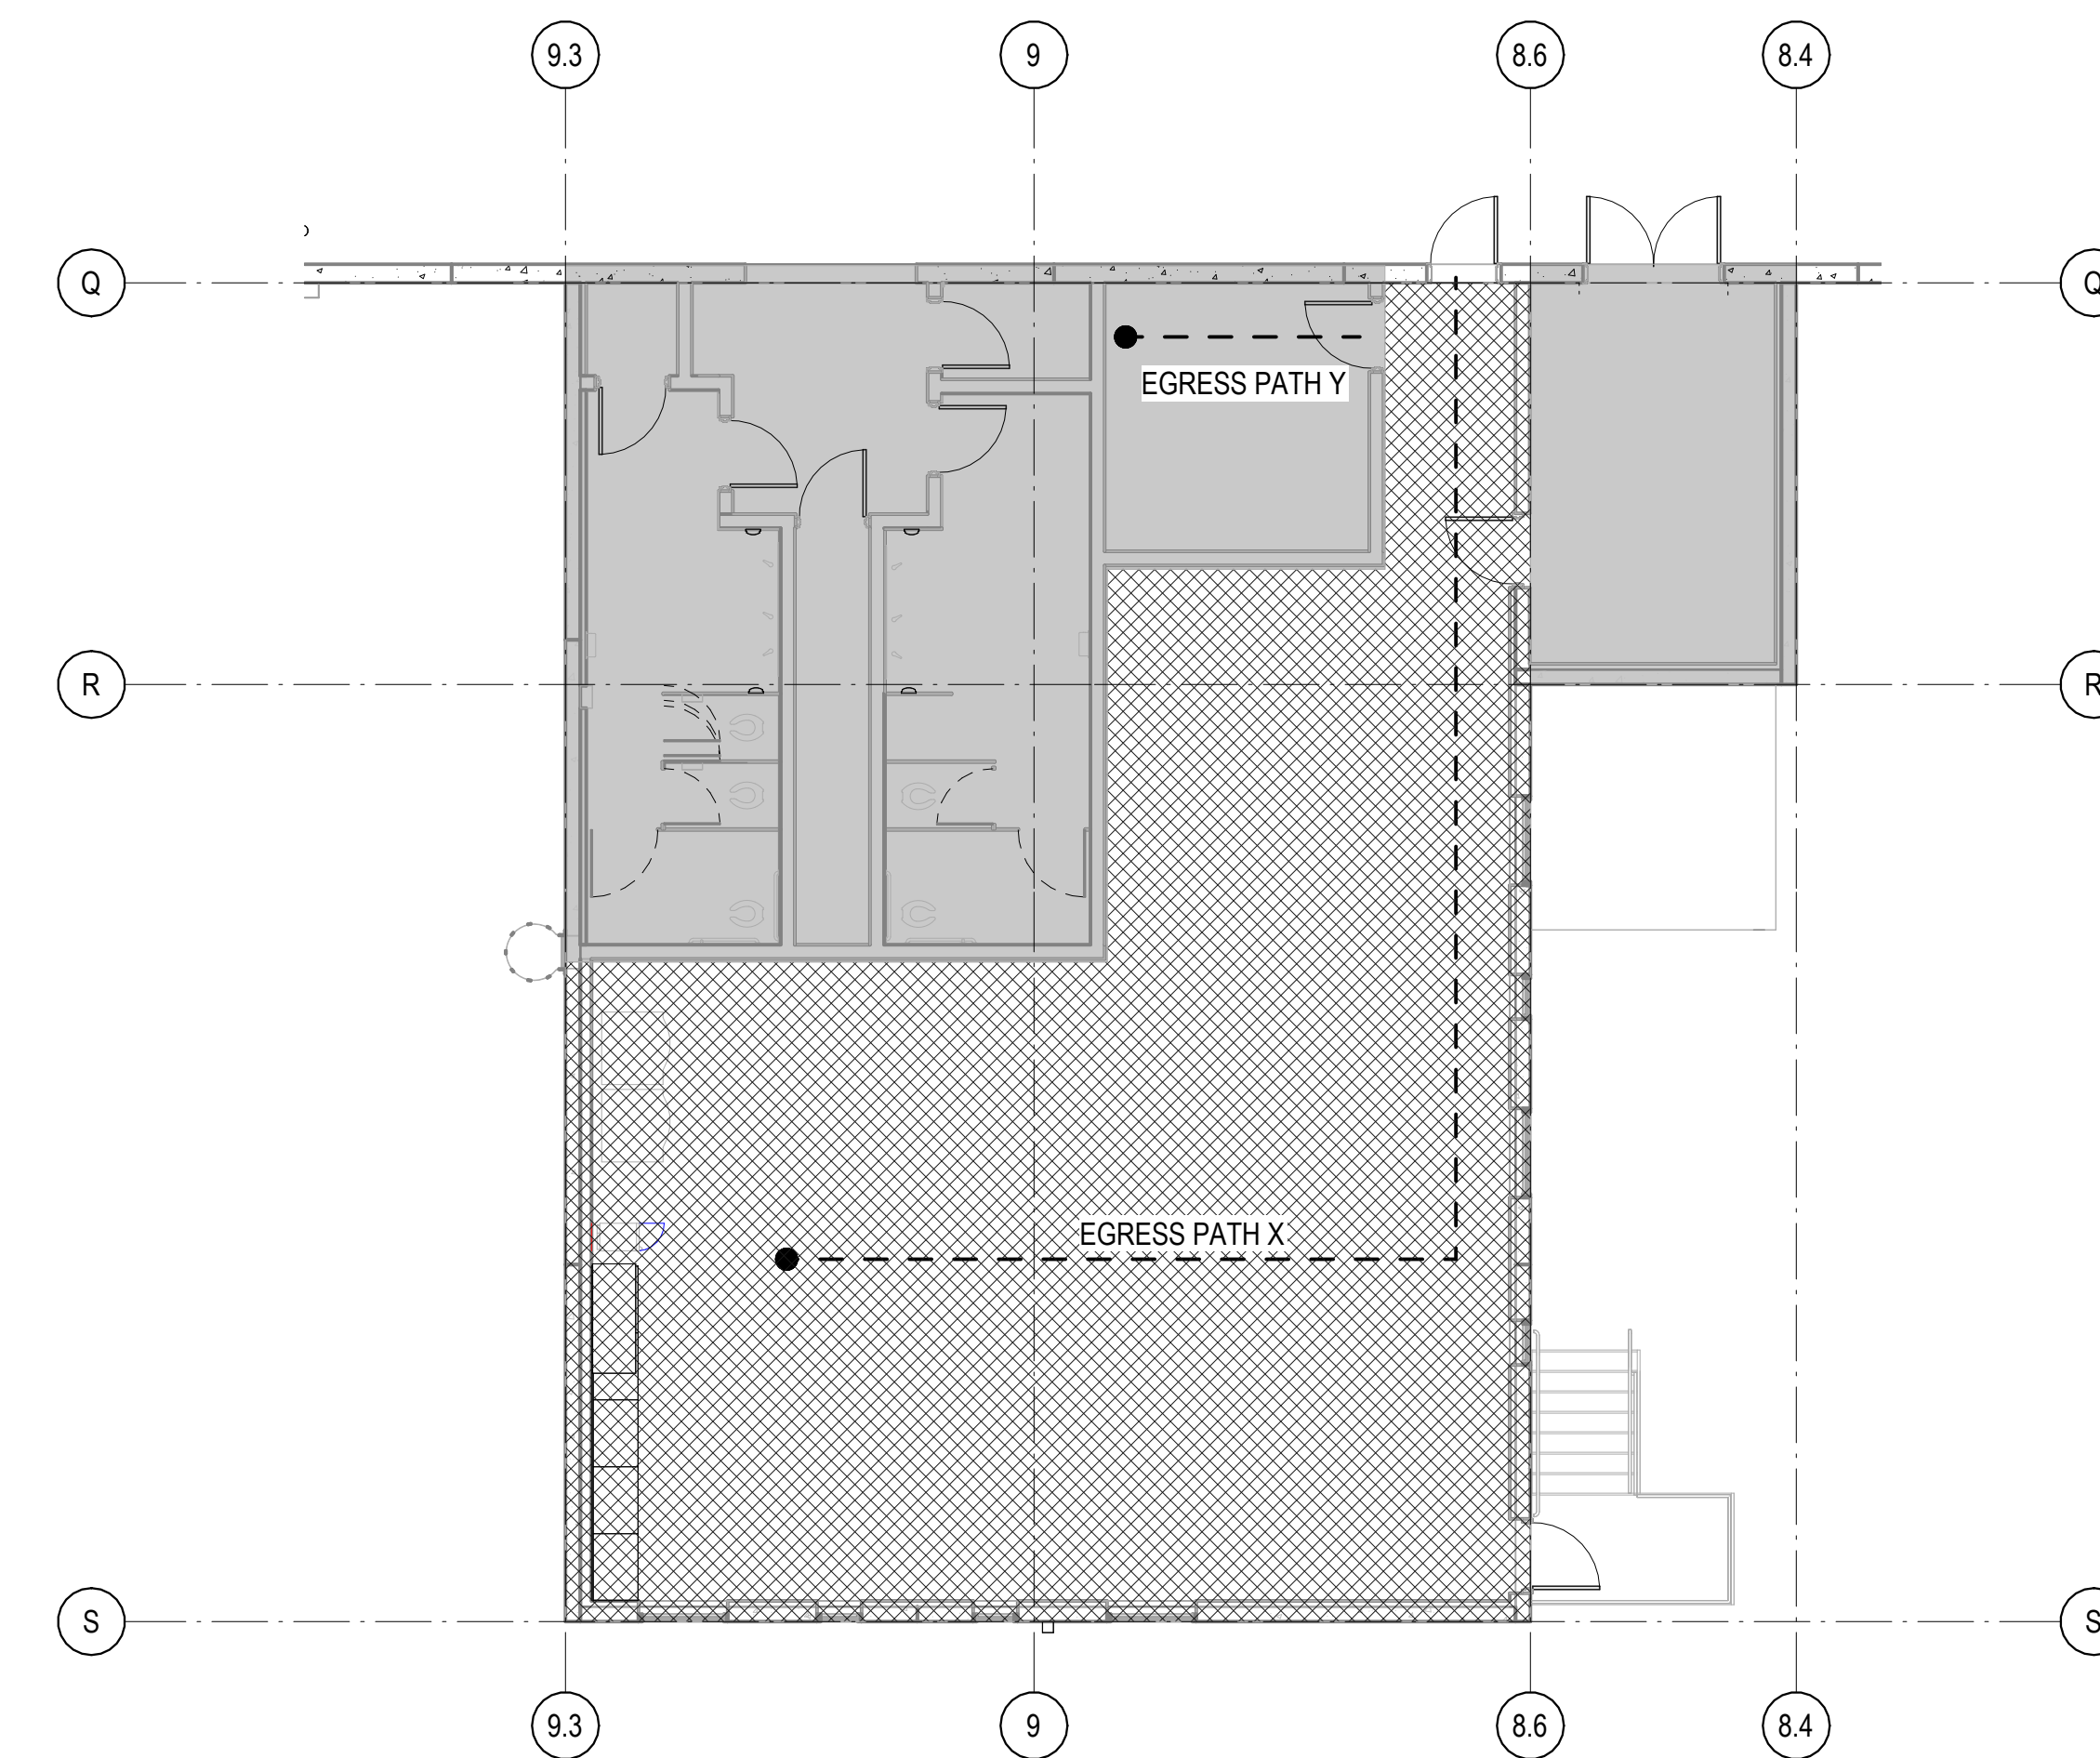 9.3 9 8.6 8.4
Q Q
EGRESS PATH Y
R R
EGRESS PATH X
S S
9.3 9 8.6 8.4